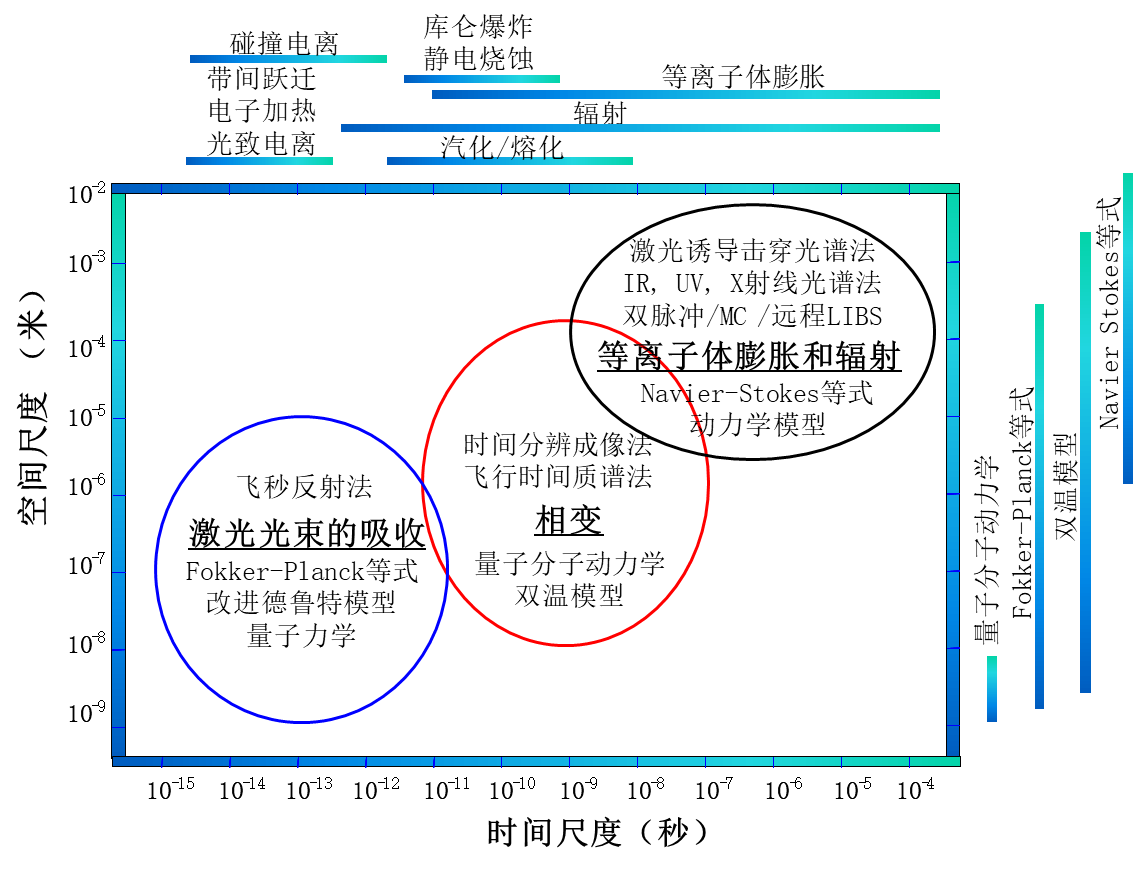 碰撞电离
带间跃迁
电子加热
光致电离
库仑爆炸
静电烧蚀
等离子体膨胀
辐射
汽化/熔化
10-2
10-3
10-4
10-5
10-6
10-7
10-8
10-9
空间尺度（米）
激光诱导击穿光谱法
IR, UV, X射线光谱法
双脉冲/MC /远程LIBS
等离子体膨胀和辐射
Navier-Stokes等式
动力学模型
时间分辨成像法
飞行时间质谱法
相变
量子分子动力学
双温模型
飞秒反射法
激光光束的吸收
Fokker-Planck等式
改进德鲁特模型
量子力学
量子分子动力学
Fokker-Planck等式
双温模型
Navier Stokes等式
10-15
10-14
10-13
10-12
10-11
10-10
10-9
10-8
10-7
10-6
10-5
10-4
时间尺度（秒）